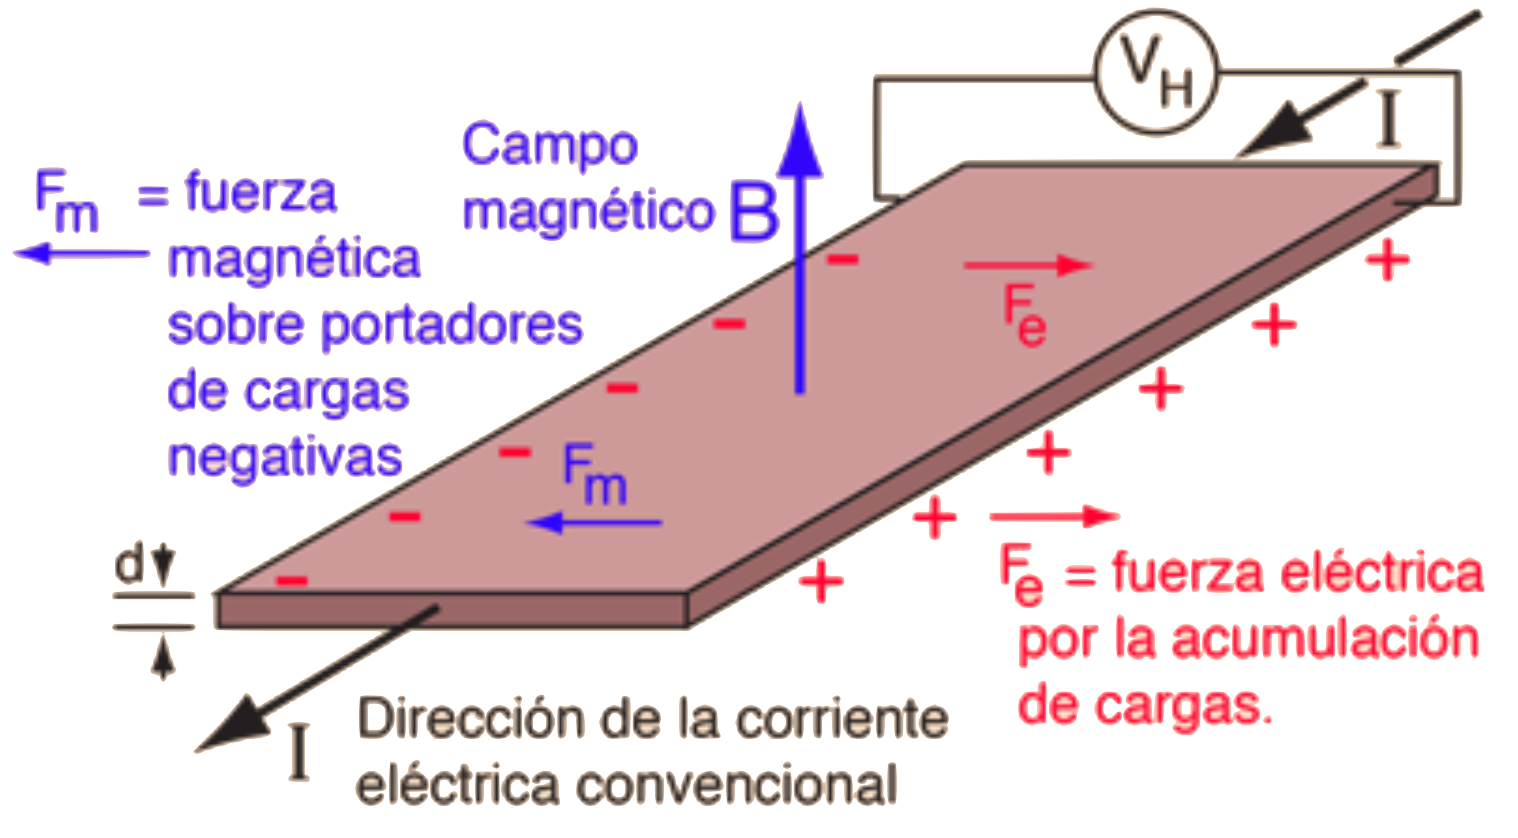 V_H
I
Campo
magnético B
F_m = fuerza
magnética
sobre portadores
de cargas
negativas
F_e
F_m
d
F_e = fuerza eléctrica
por la acumulación
de cargas.
I
Dirección de la corriente
eléctrica convencional
- - - - - -
+ + + + + +